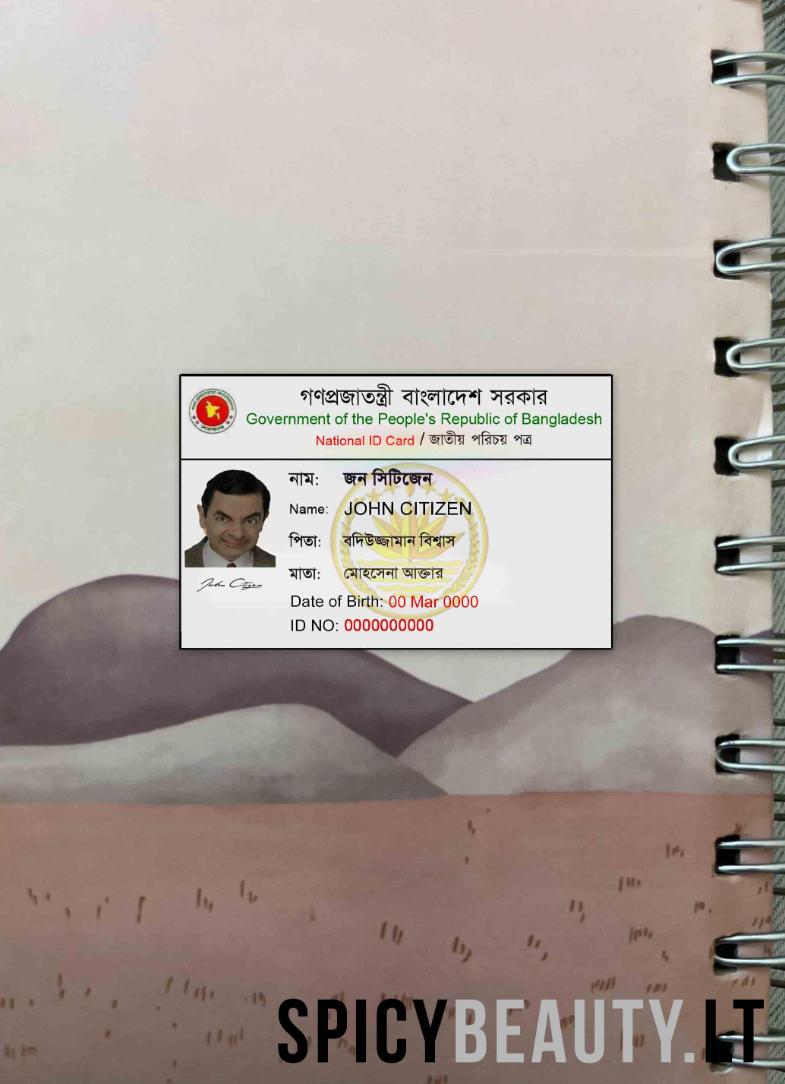 গণপ্রজাতন্ত্রী বাংলাদেশ সরকার
Government of the People's Republic of Bangladesh
National ID Card / জাতীয় পরিচয় পত্র
নাম: জন সিটিজেন
Name: JOHN CITIZEN
পিতা: বদিউজ্জামান বিশ্বাস
মাতা: মোহসেনা আক্তার
John Citizen
Date of Birth: 00 Mar 0000
ID NO: 0000000000
SPICYBEAUTY.LT